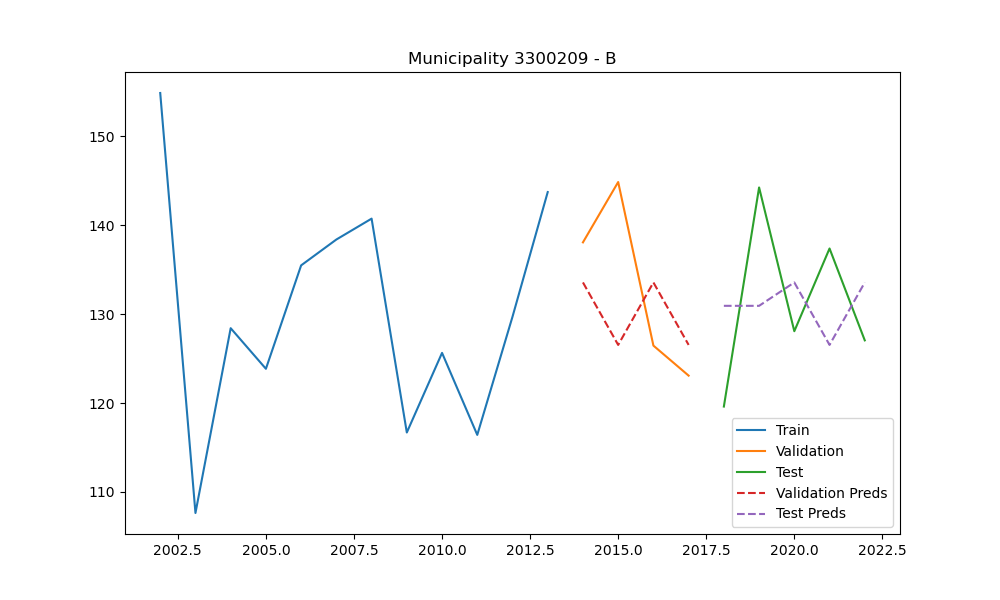 Municipality 3300209 - B
150
140
130
120
110
2002.5 2005.0 2007.5 2010.0 2012.5 2015.0 2017.5 2020.0 2022.5
Train
Validation
Test
Validation Preds
Test Preds